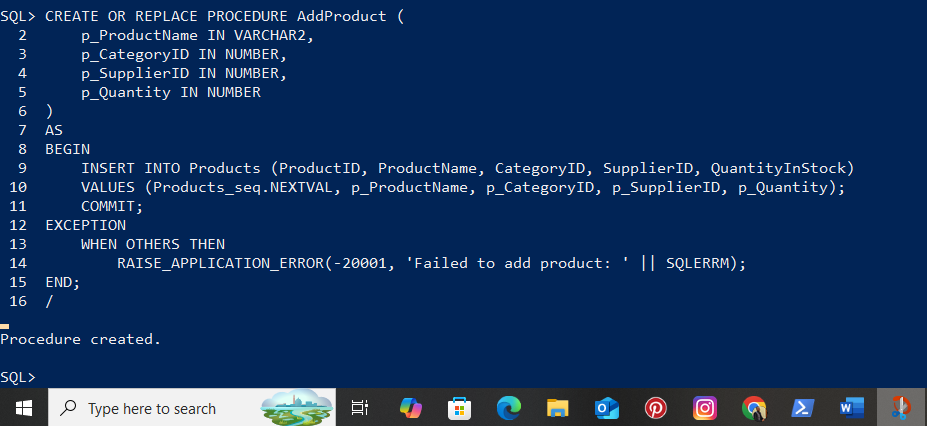 SQL> CREATE OR REPLACE PROCEDURE AddProduct (
  2      p_ProductName IN VARCHAR2,
  3      p_CategoryID IN NUMBER,
  4      p_SupplierID IN NUMBER,
  5      p_Quantity IN NUMBER
  6  )
  7  AS
  8  BEGIN
  9      INSERT INTO Products (ProductID, ProductName, CategoryID, SupplierID, QuantityInStock)
 10      VALUES (Products_seq.NEXTVAL, p_ProductName, p_CategoryID, p_SupplierID, p_Quantity);
 11      COMMIT;
 12  EXCEPTION
 13      WHEN OTHERS THEN
 14          RAISE_APPLICATION_ERROR(-20001, 'Failed to add product: ' || SQLERRM);
 15  END;
 16  /
Procedure created.
SQL>
Type here to search